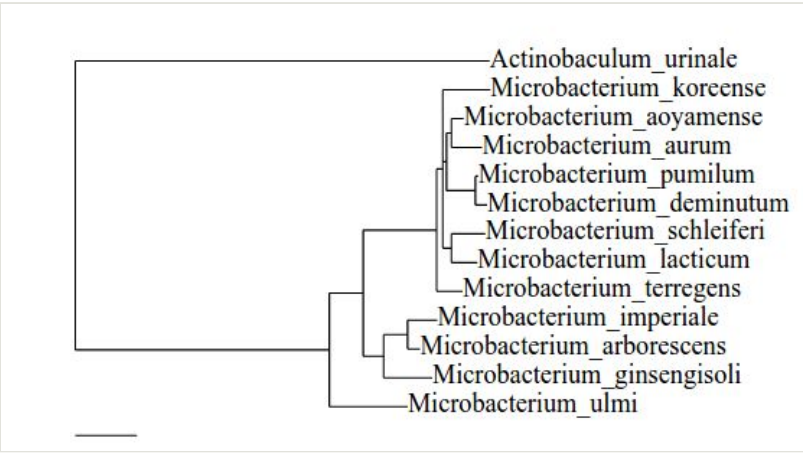 Actinobaculum_urinale
Microbacterium_koreense
Microbacterium_aoyamense
Microbacterium_aurum
Microbacterium_pumilum
Microbacterium_deminutum
Microbacterium_schleiferi
Microbacterium_lacticum
Microbacterium_terregens
Microbacterium_imperiale
Microbacterium_arborescens
Microbacterium_ginsengisoli
Microbacterium_ulmi